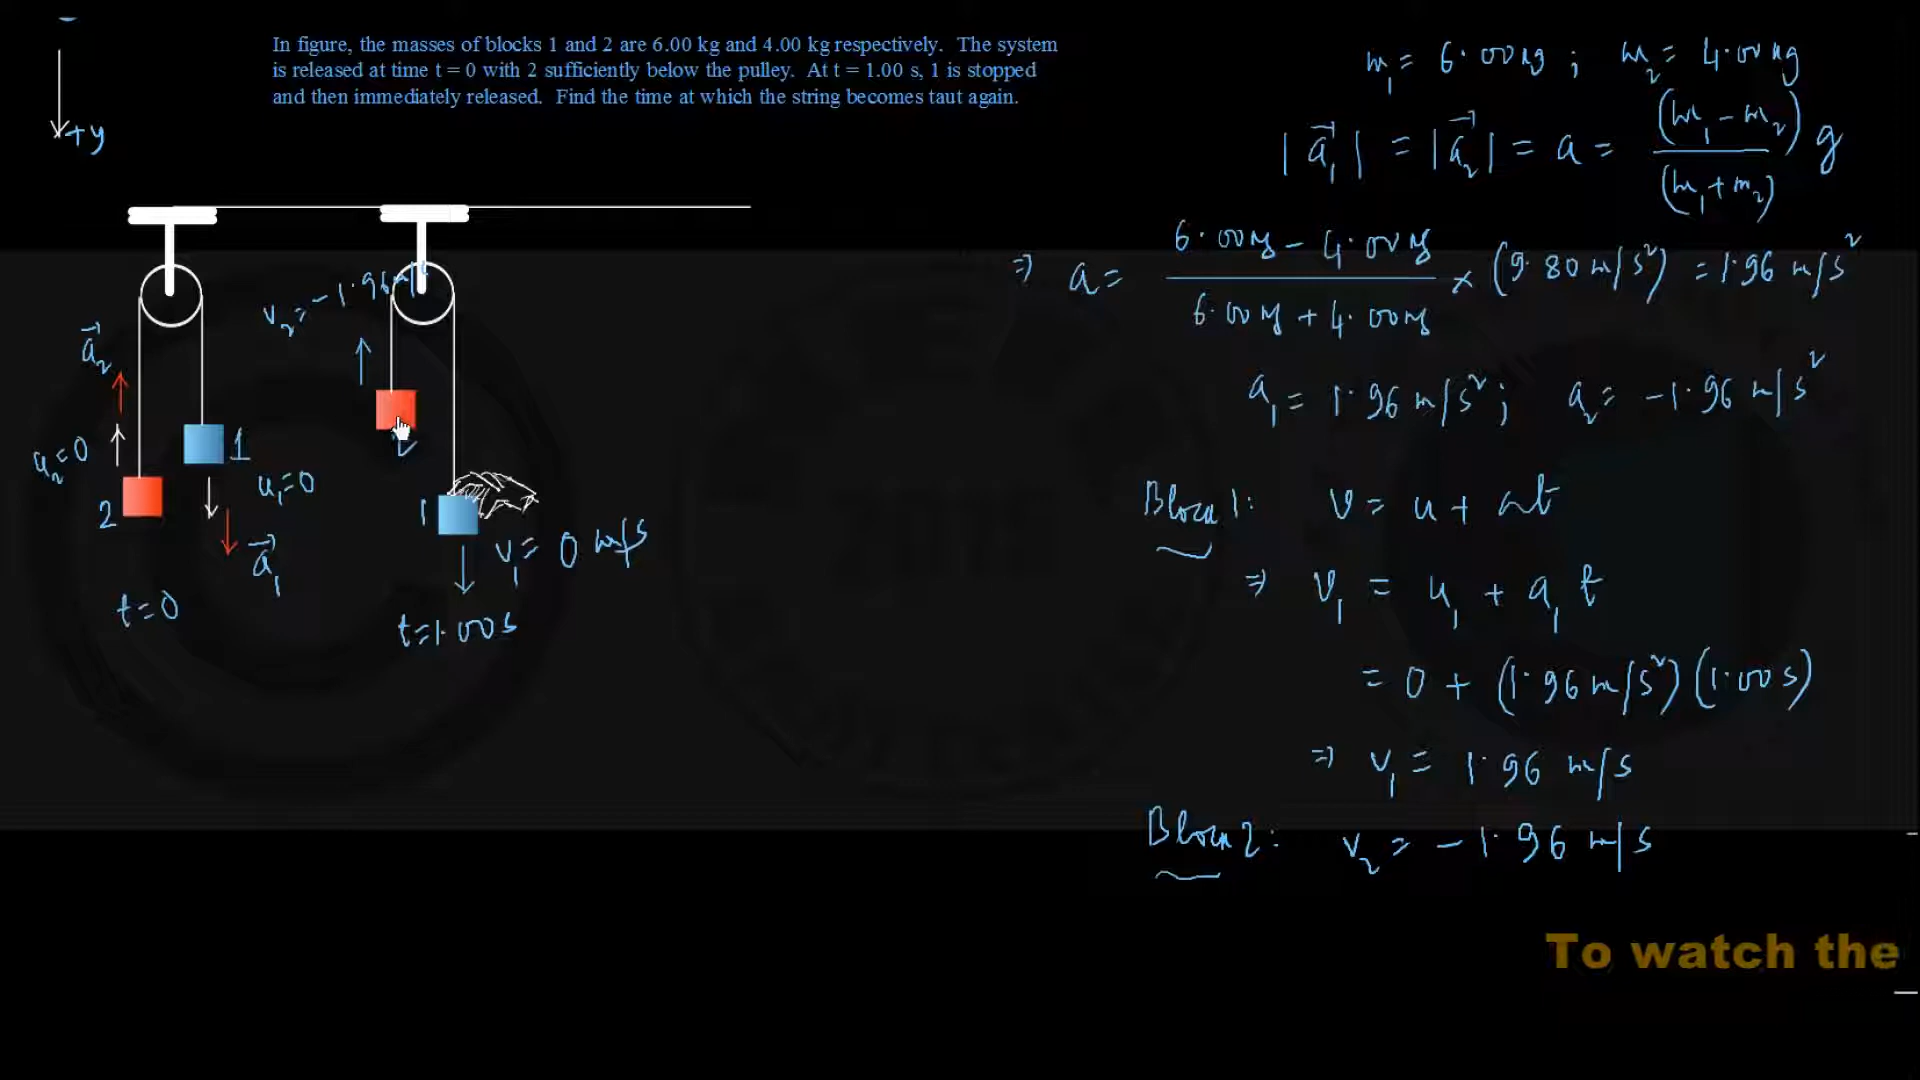 In figure, the masses of blocks 1 and 2 are 6.00 kg and 4.00 kg respectively. The system
is released at time t = 0 with 2 sufficiently below the pulley. At t = 1.00 s, 1 is stopped
and then immediately released. Find the time at which the string becomes taut again.
+y
m₁ = 6.00 kg ; m₂ = 4.00 kg
|a⃗₁| = |a⃗₂| = a = (m₁ - m₂)/(m₁ + m₂) g
⇒ a = (6.00 kg - 4.00 kg)/(6.00 kg + 4.00 kg) × (9.80 m/s²) = 1.96 m/s²
a₁ = 1.96 m/s² ; a₂ = -1.96 m/s²
v₂ = -1.96 m/
a⃗₂
u₂ = 0
1
u₁ = 0
2
a⃗₁
t = 0
2
1
v₁ = 0 m/s
t = 1.00 s
Block 1: v = u + at
⇒ v₁ = u₁ + a₁ t
= 0 + (1.96 m/s²) (1.00 s)
⇒ v₁ = 1.96 m/s
Block 2: v₂ = -1.96 m/s
To watch the